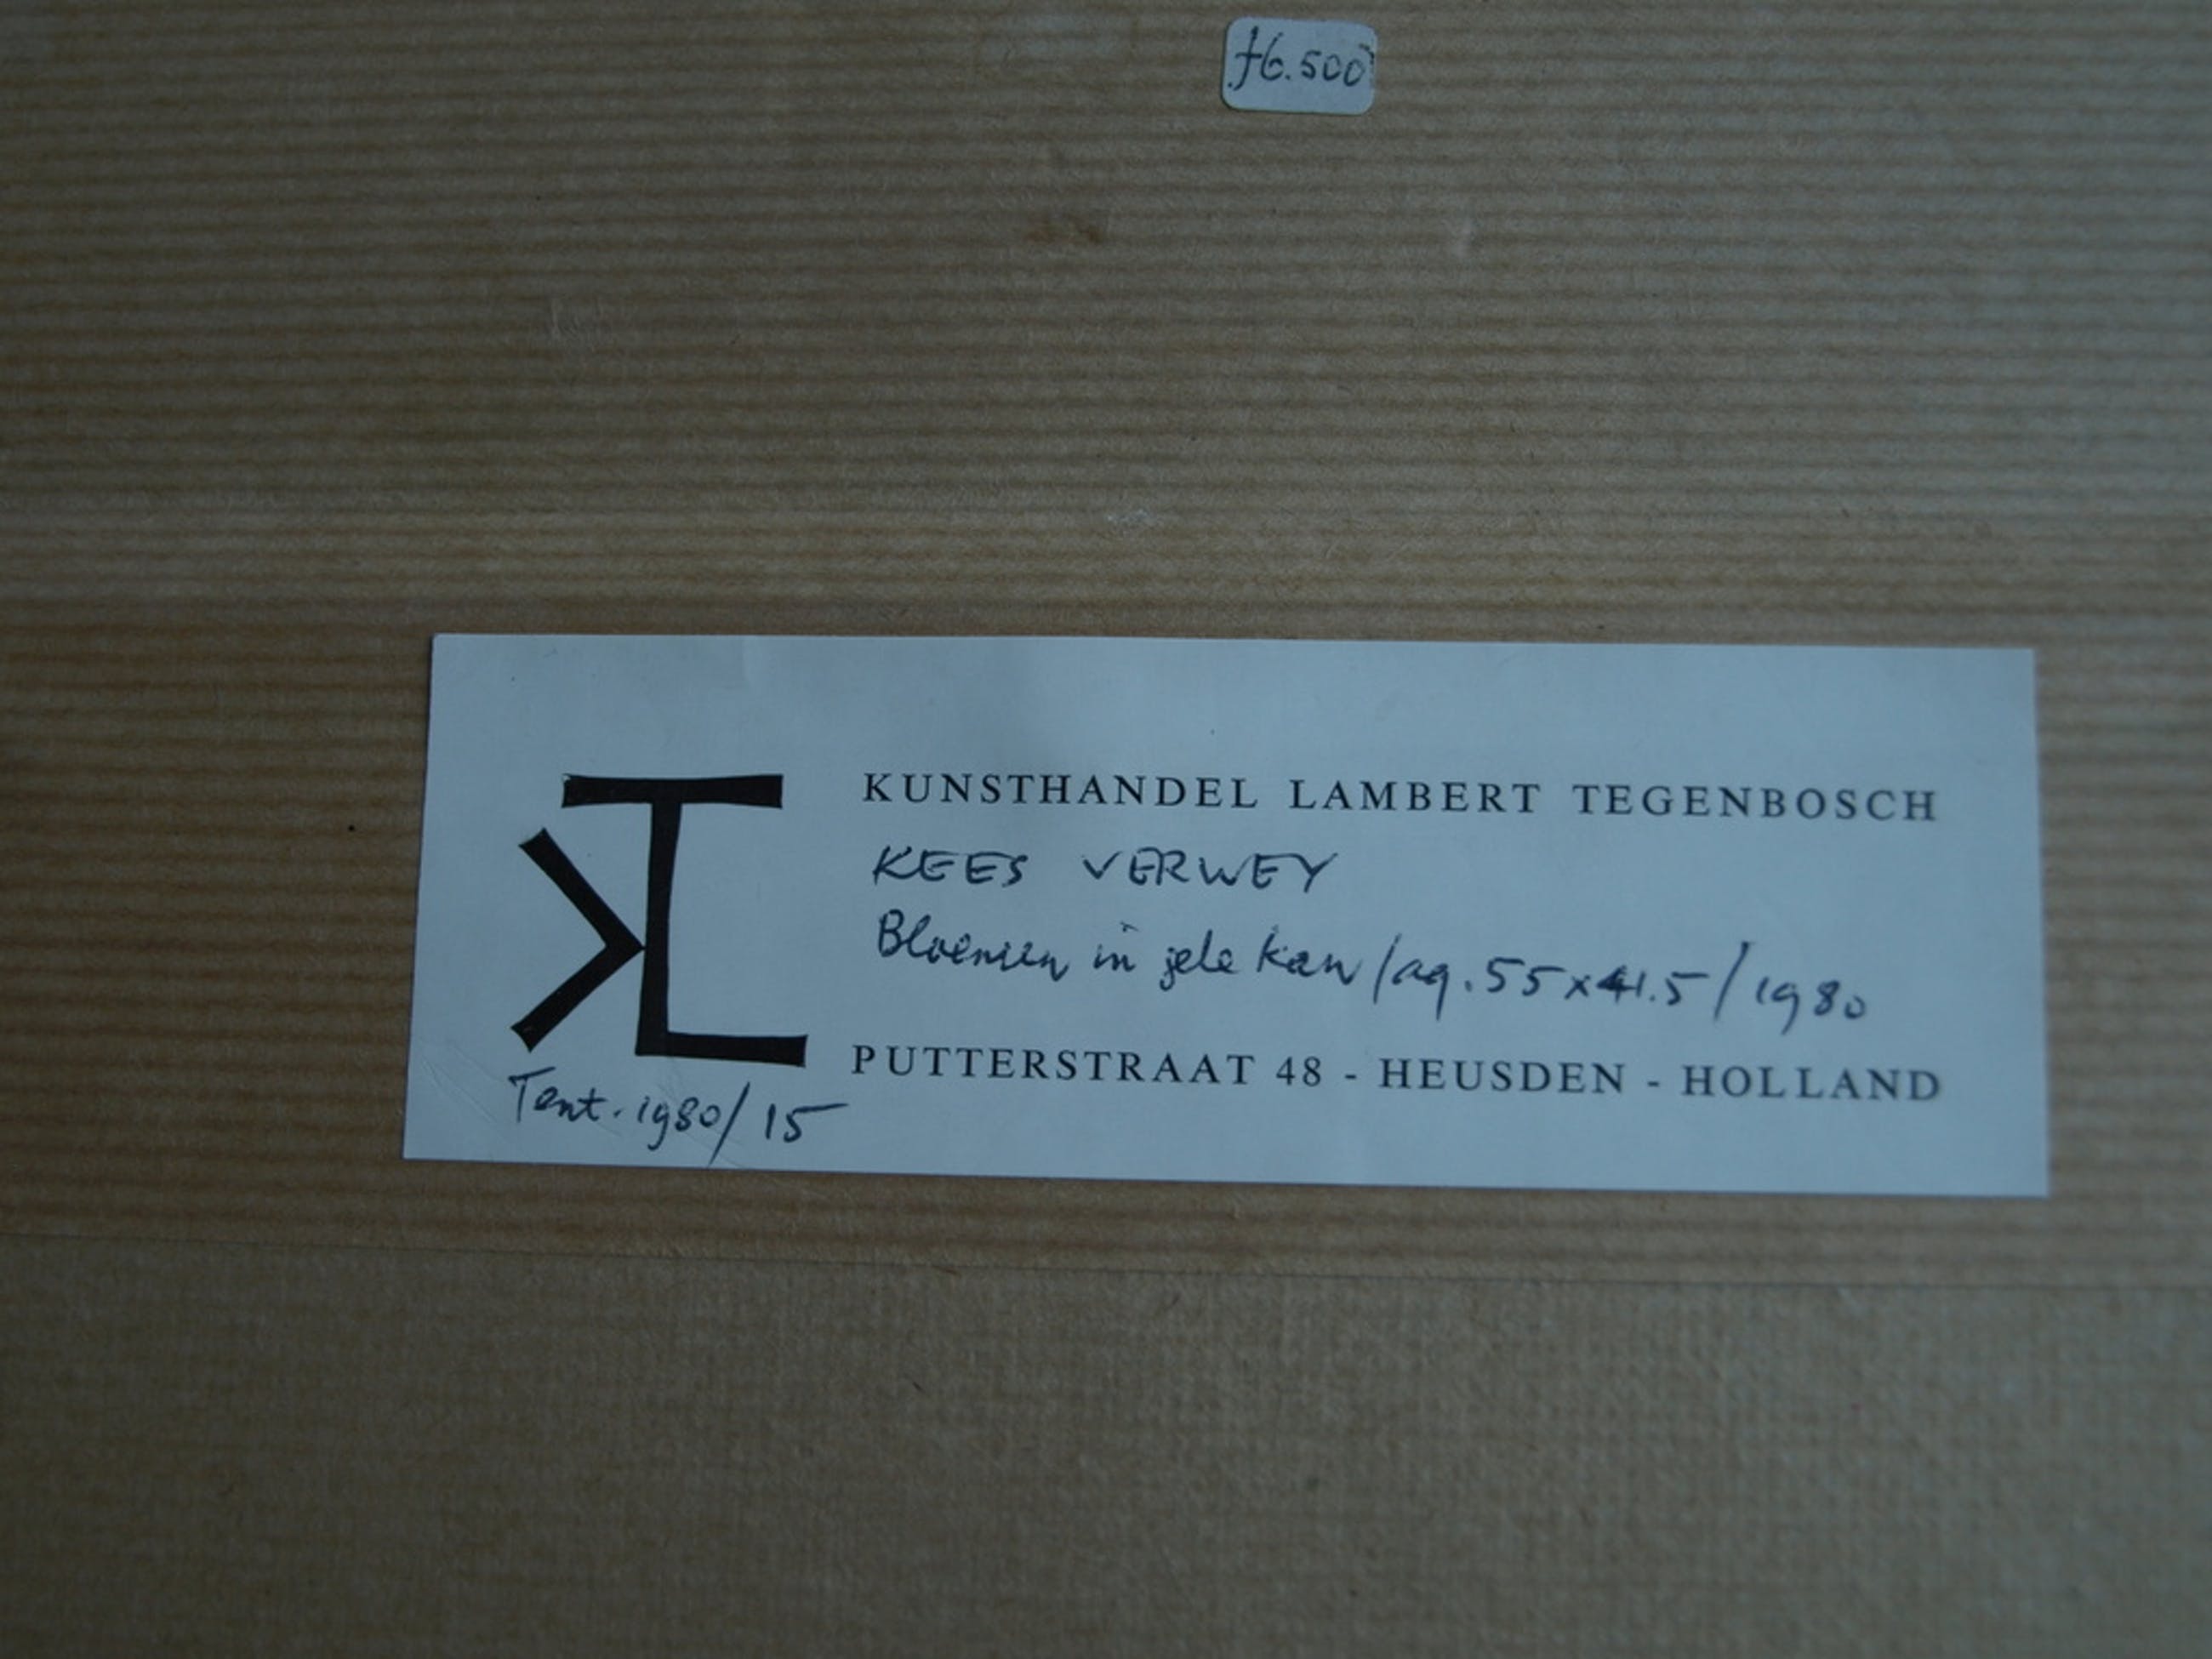 f6.500
KUNSTHANDEL LAMBERT TEGENBOSCH
KEES VERWEY
Bloemen in gele kan / aq. 55 x 41.5 / 1980
PUTTERSTRAAT 48 - HEUSDEN - HOLLAND
Tent. 1980 / 15